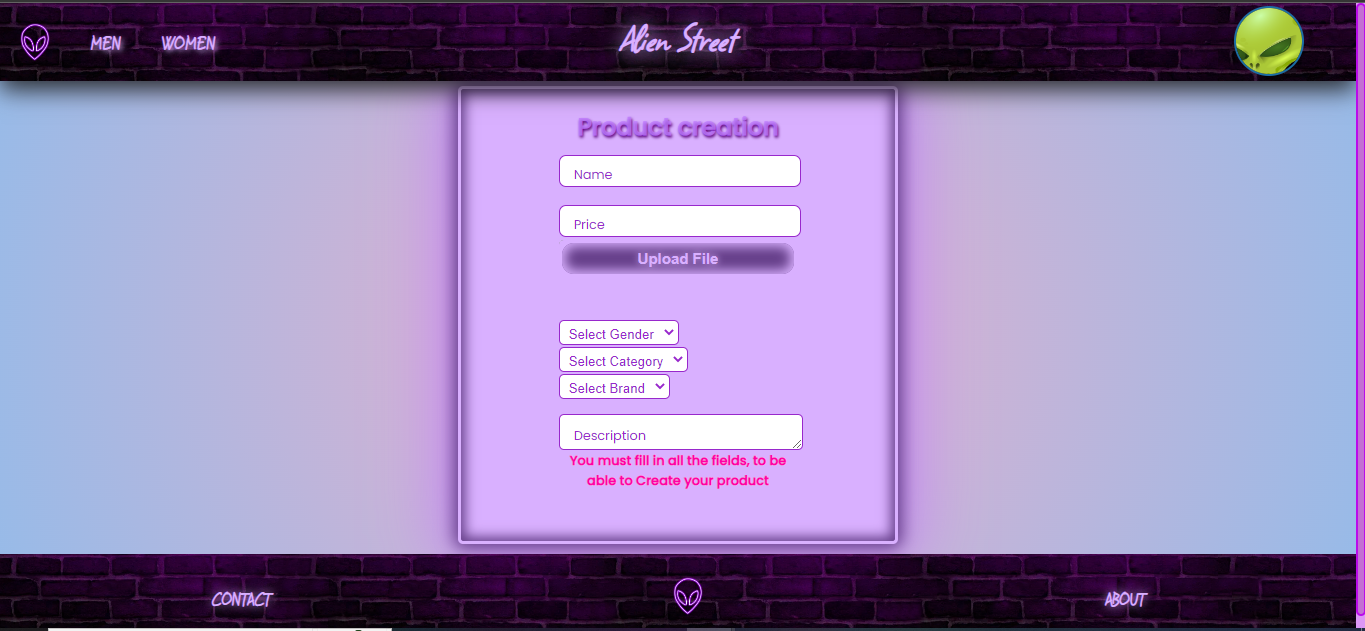 MEN
WOMEN
Alien Street
Product creation
Name
Price
Upload File
Select Gender
Select Category
Select Brand
Description
You must fill in all the fields, to be
able to Create your product
CONTACT
ABOUT